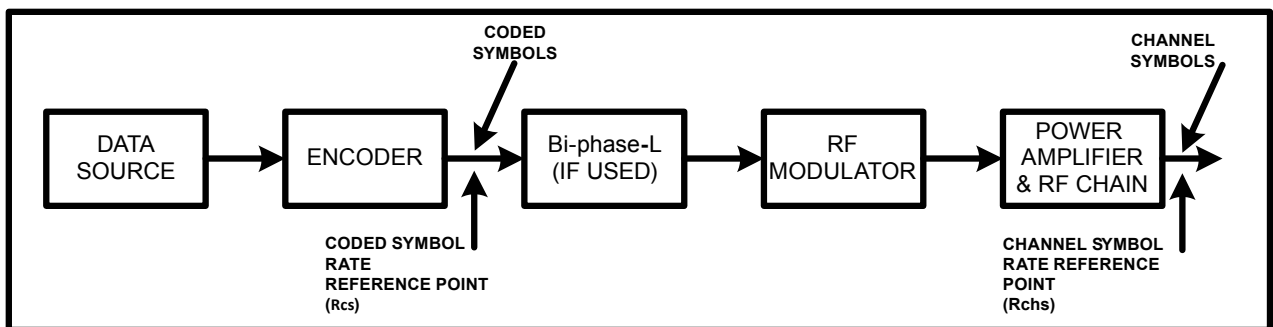 CODED
SYMBOLS
CHANNEL
SYMBOLS
DATA
SOURCE
ENCODER
Bi-phase-L
(IF USED)
RF
MODULATOR
POWER
AMPLIFIER
& RF CHAIN
CODED SYMBOL
RATE
REFERENCE POINT
(Rcs)
CHANNEL SYMBOL
RATE REFERENCE
POINT
(Rchs)